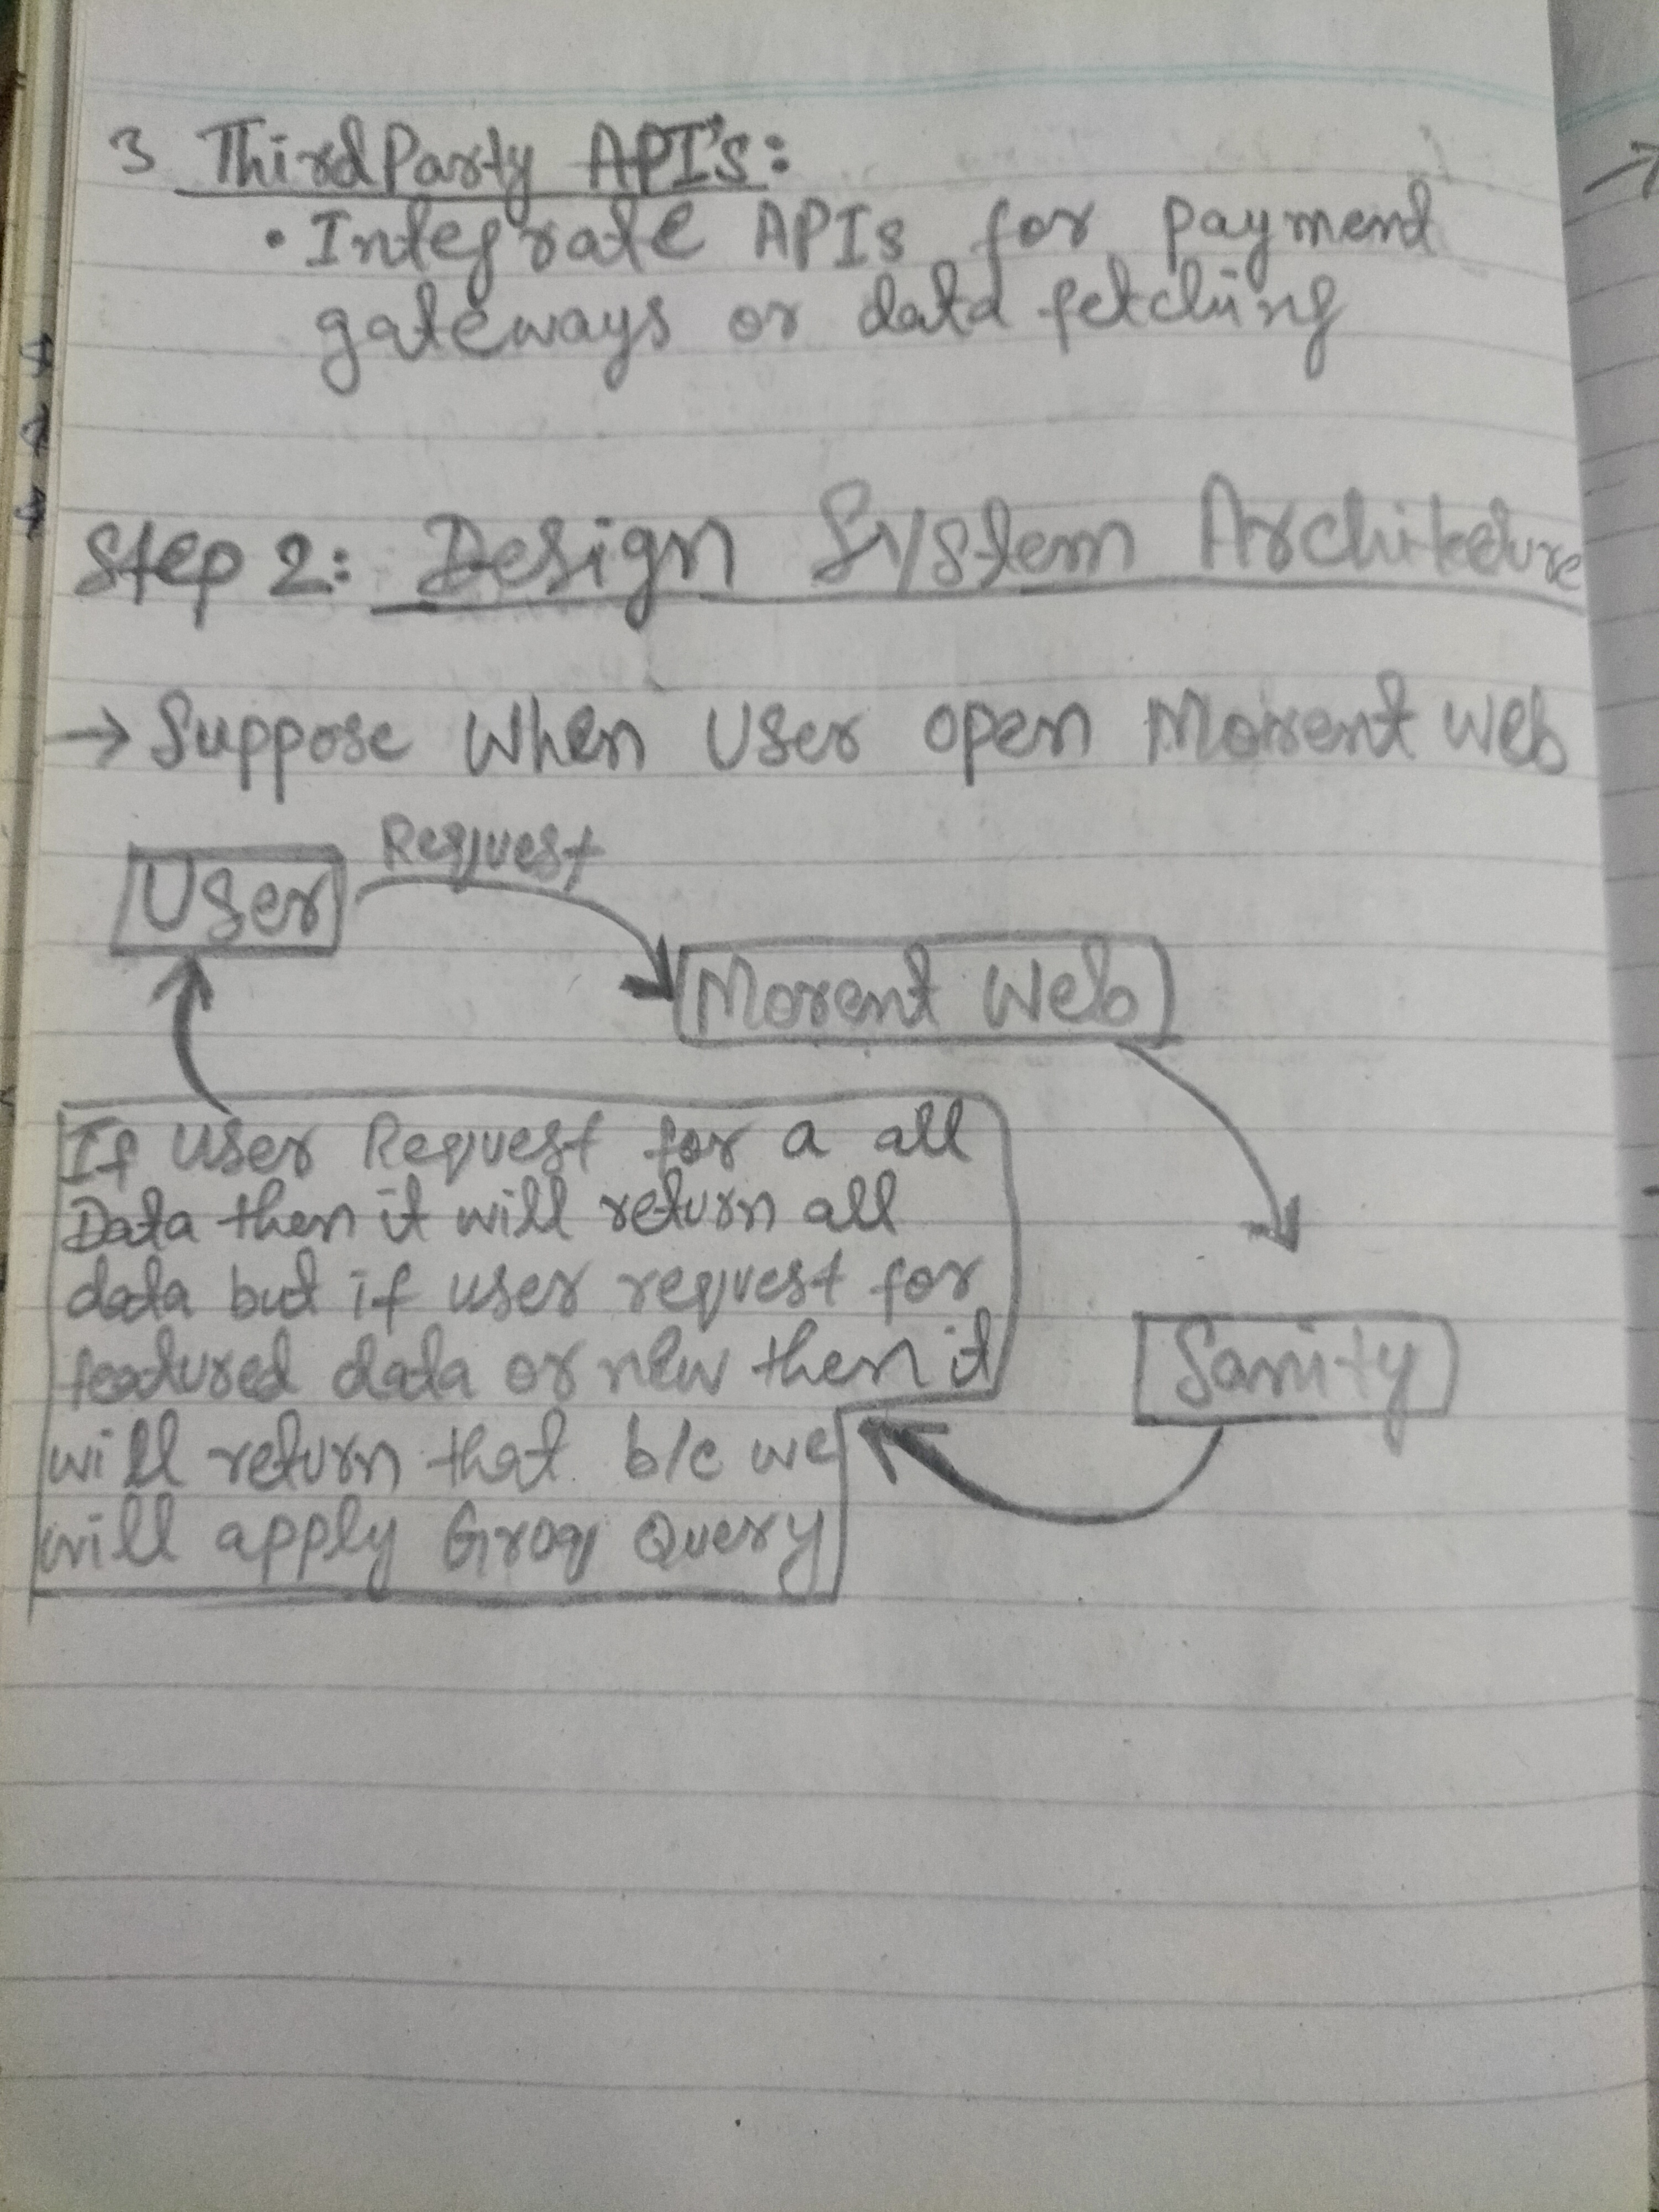 3 Third Party API's:
• Integrate APIs for payment
gateways or data fetching
Step 2: Design System Architecture
→ Suppose When User open Morent Web
Request
User
Morent Web
If user Request for a all
Data then it will return all
data but if user request for
featured data or new then it
will return that b/c we
will apply Groq Query
Sanity